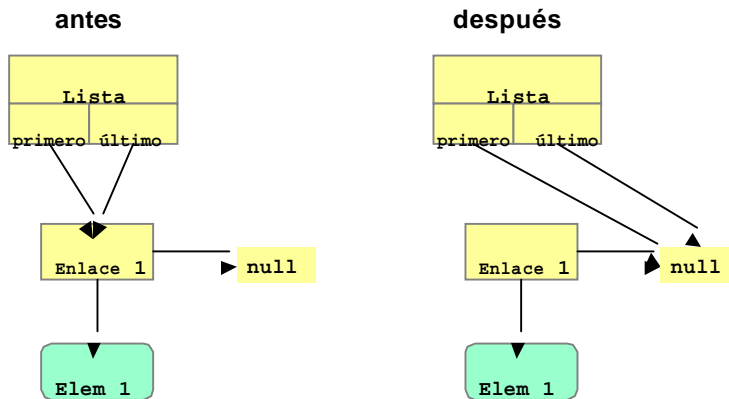 antes
Lista
primero último
Enlace 1
null
Elem 1
después
Lista
primero último
Enlace 1
null
Elem 1